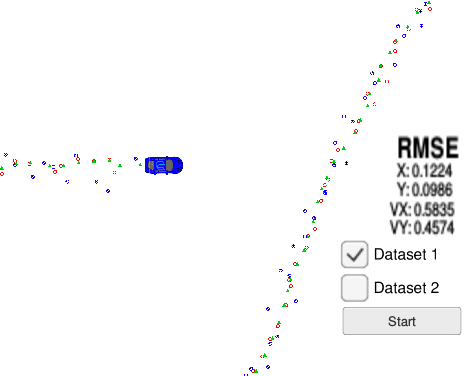 RMSE
X: 0.1224
Y: 0.0986
VX: 0.5835
VY: 0.4574
Dataset 1
Dataset 2
Start